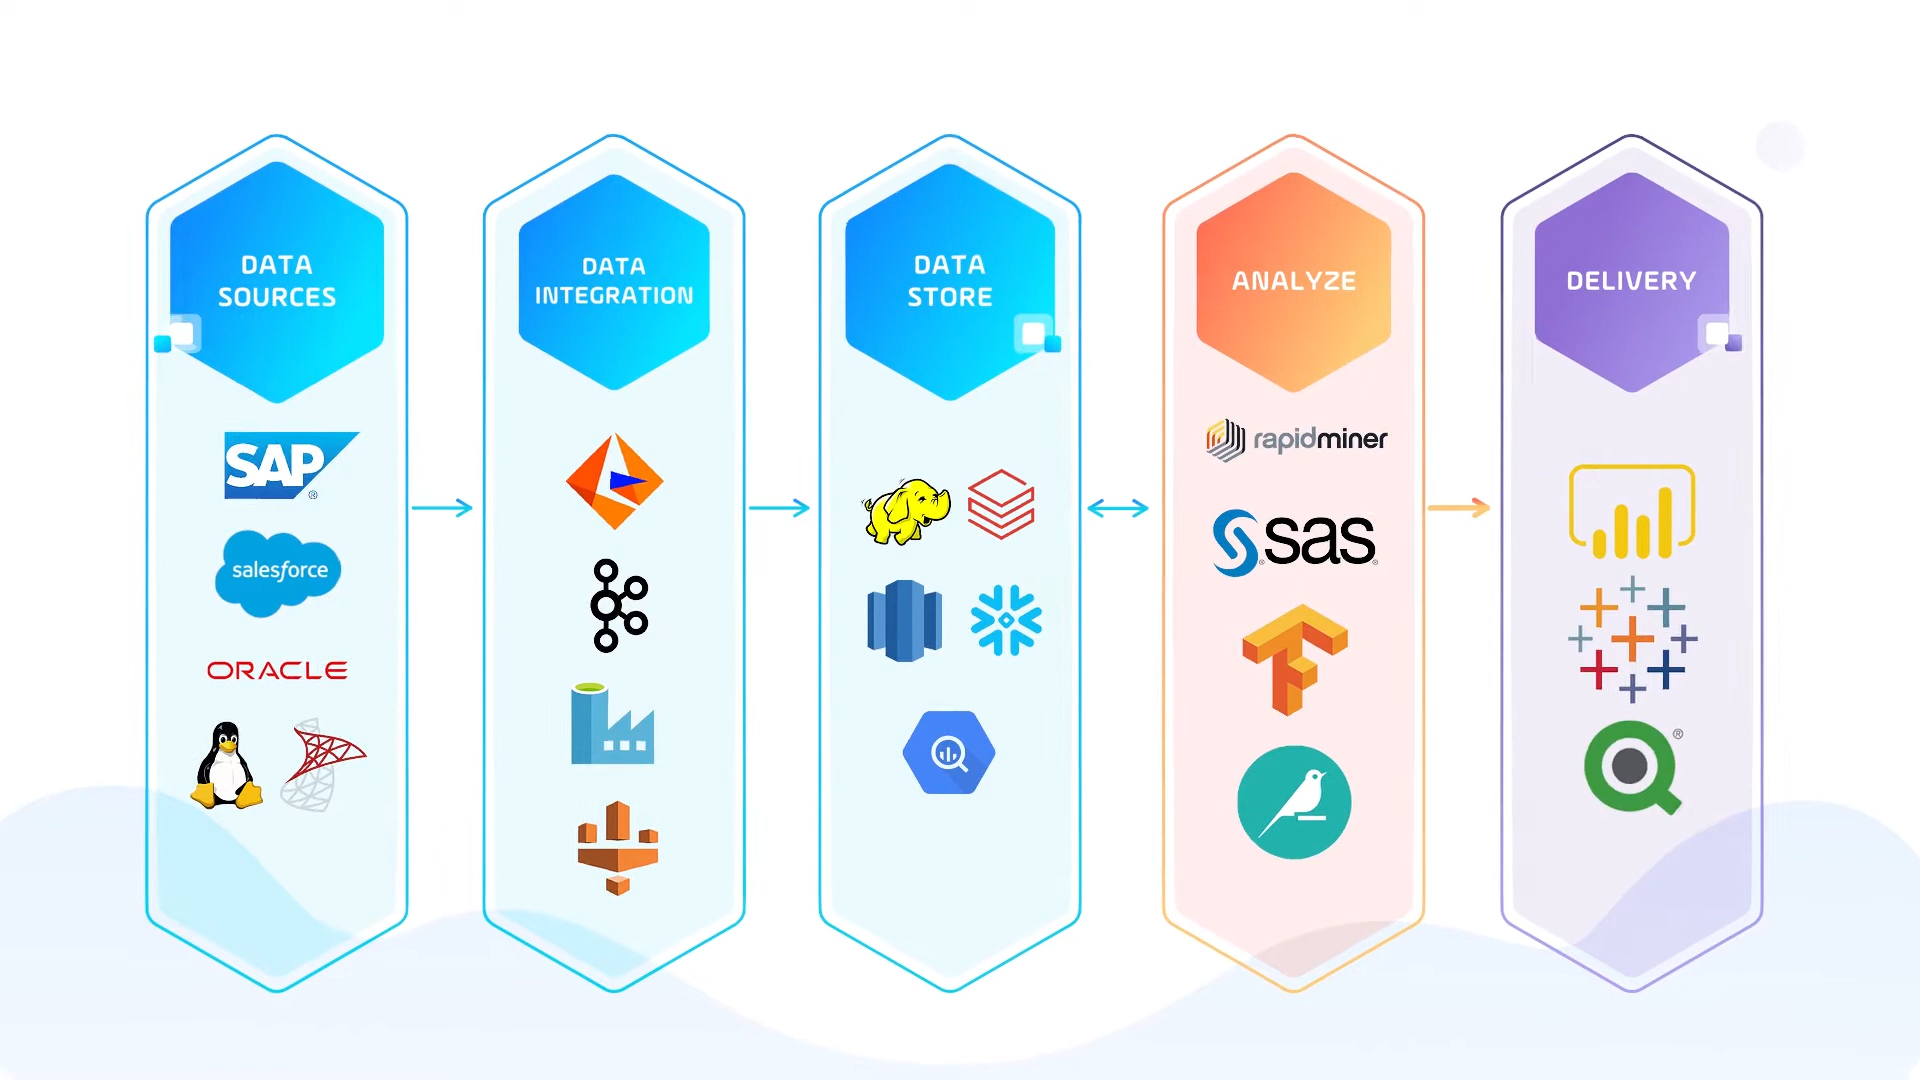 DATA
SOURCES
DATA
INTEGRATION
DATA
STORE
ANALYZE
DELIVERY
SAP
®
salesforce
ORACLE
rapidminer
sas
®